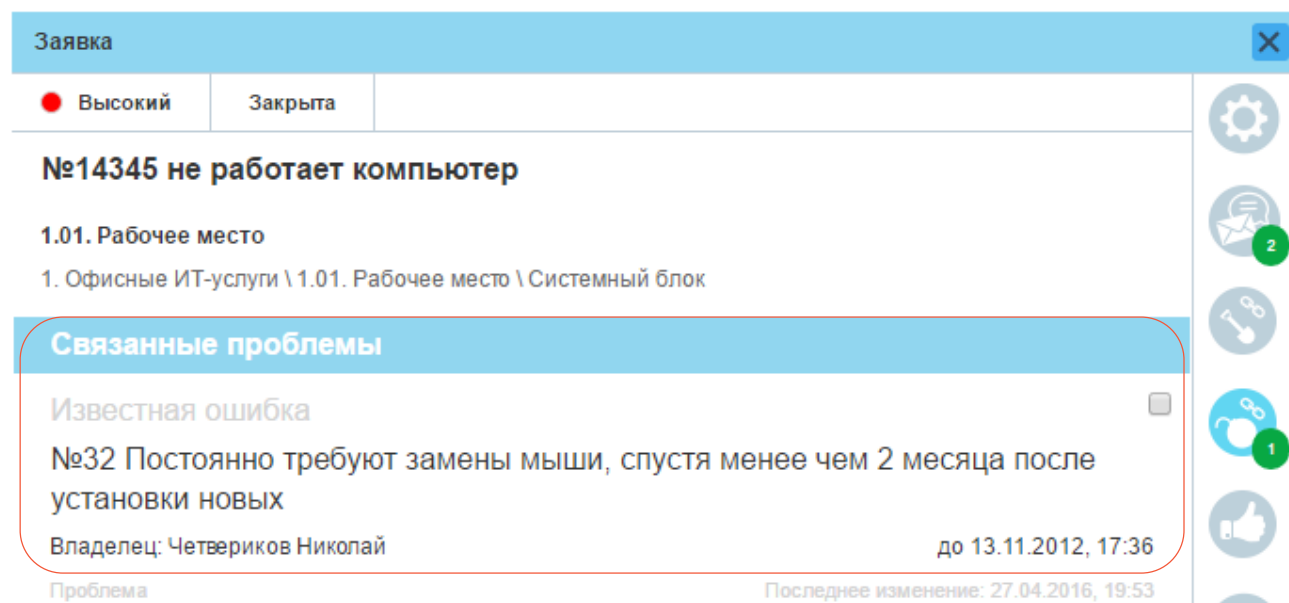 Заявка
Высокий Закрыта
№14345 не работает компьютер
1.01. Рабочее место
2
1. Офисные ИТ-услуги \ 1.01. Рабочее место \ Системный блок
Связанные проблемы
Известная ошибка
№32 Постоянно требуют замены мыши, спустя менее чем 2 месяца после
1
установки новых
Владелец: Четвериков Николай до 13.11.2012, 17:36
Проблема Последнее изменение: 27.04.2016, 19:53